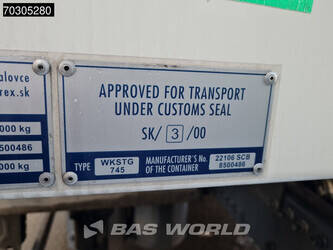 70305280
alovce
rex.sk
000 kg
8500486
000 kg
APPROVED FOR TRANSPORT
UNDER CUSTOMS SEAL
SK/ 3 /00
TYPE WKSTG 745 MANUFACTURER'S No. OF THE CONTAINER 22106 SCB 8500486
BAS WORLD